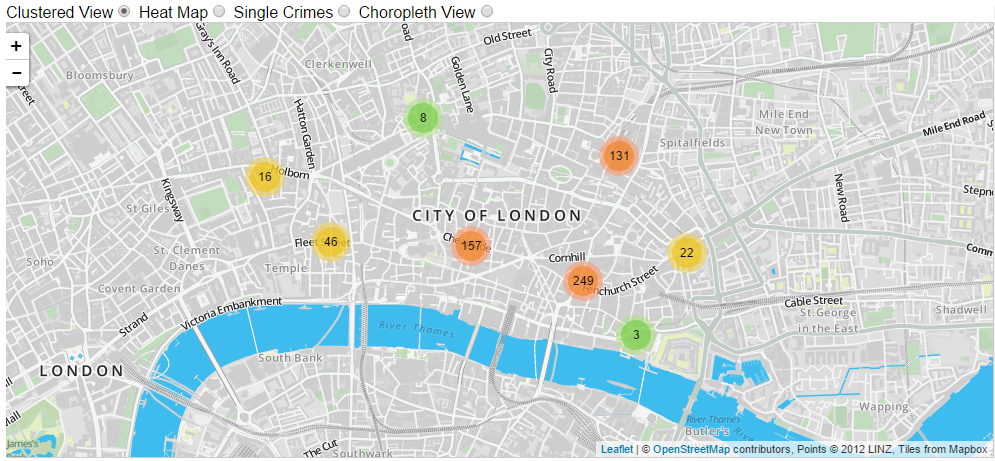 Clustered View Heat Map Single Crimes Choropleth View
+
−
Gray's Inn Road
Old Street
Golden Lane
City Road
Clerkenwell
Bloomsbury
Hatton Garden
8
131
Mile End
New Town
Mile End Road
Spitalfields
16
Holborn
Kingsway
New Road
St Giles
CITY OF LONDON
46
157
22
Fleet Street
Cheapside
St. Clement
Danes
Temple
Soho
Cornhill
249
Fenchurch Street
Covent Garden
Cable Street
Victoria Embankment
Strand
River Thames
3
St George
in the East
Shadwell
South Bank
LONDON
Wapping
River Thames
Butler's
James's
The Cut
Southwark
Leaflet | © OpenStreetMap contributors, Points © 2012 LINZ, Tiles from Mapbox